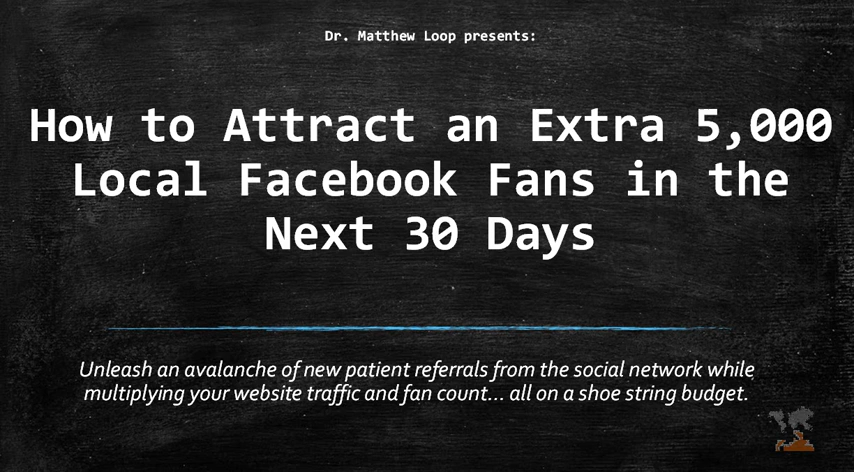 Dr. Matthew Loop presents:
How to Attract an Extra 5,000
Local Facebook Fans in the
Next 30 Days
Unleash an avalanche of new patient referrals from the social network while
multiplying your website traffic and fan count... all on a shoe string budget.